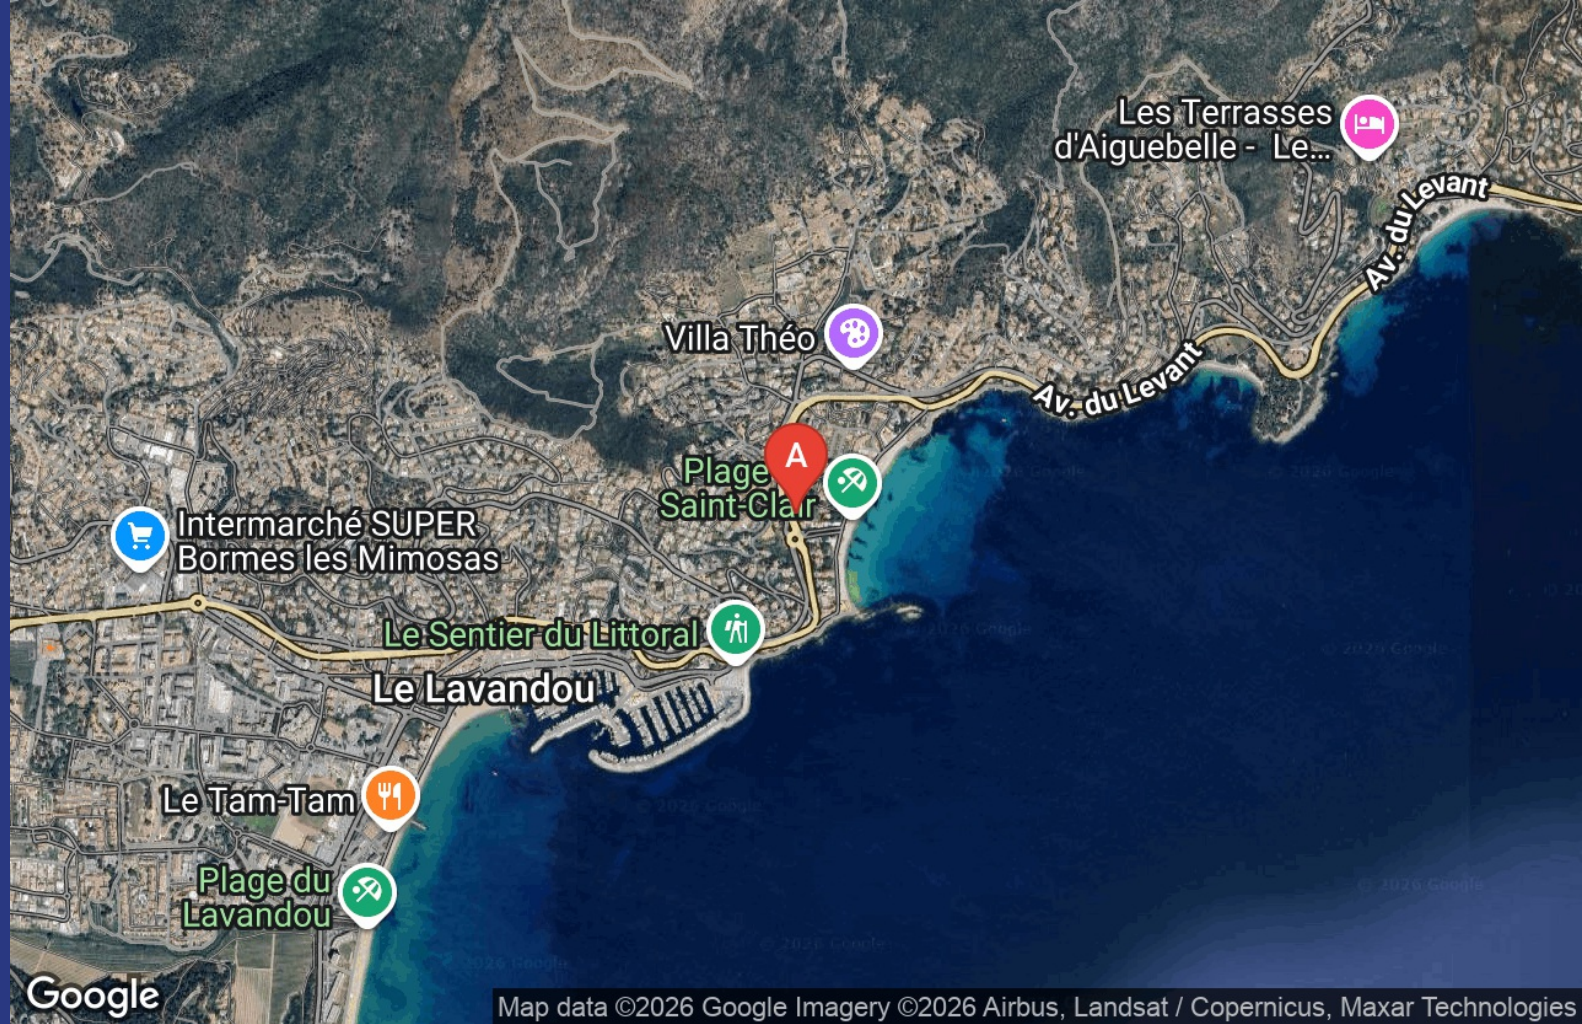 Les Terrasses
d'Aiguebelle - Le...
Av. du Levant
Villa Théo
Av. du Levant
A
Plage
Saint-Clair
Intermarché SUPER
Bormes les Mimosas
Le Sentier du Littoral
Le Lavandou
Le Tam-Tam
Plage du
Lavandou
Google
Map data ©2026 Google Imagery ©2026 Airbus, Landsat / Copernicus, Maxar Technologies